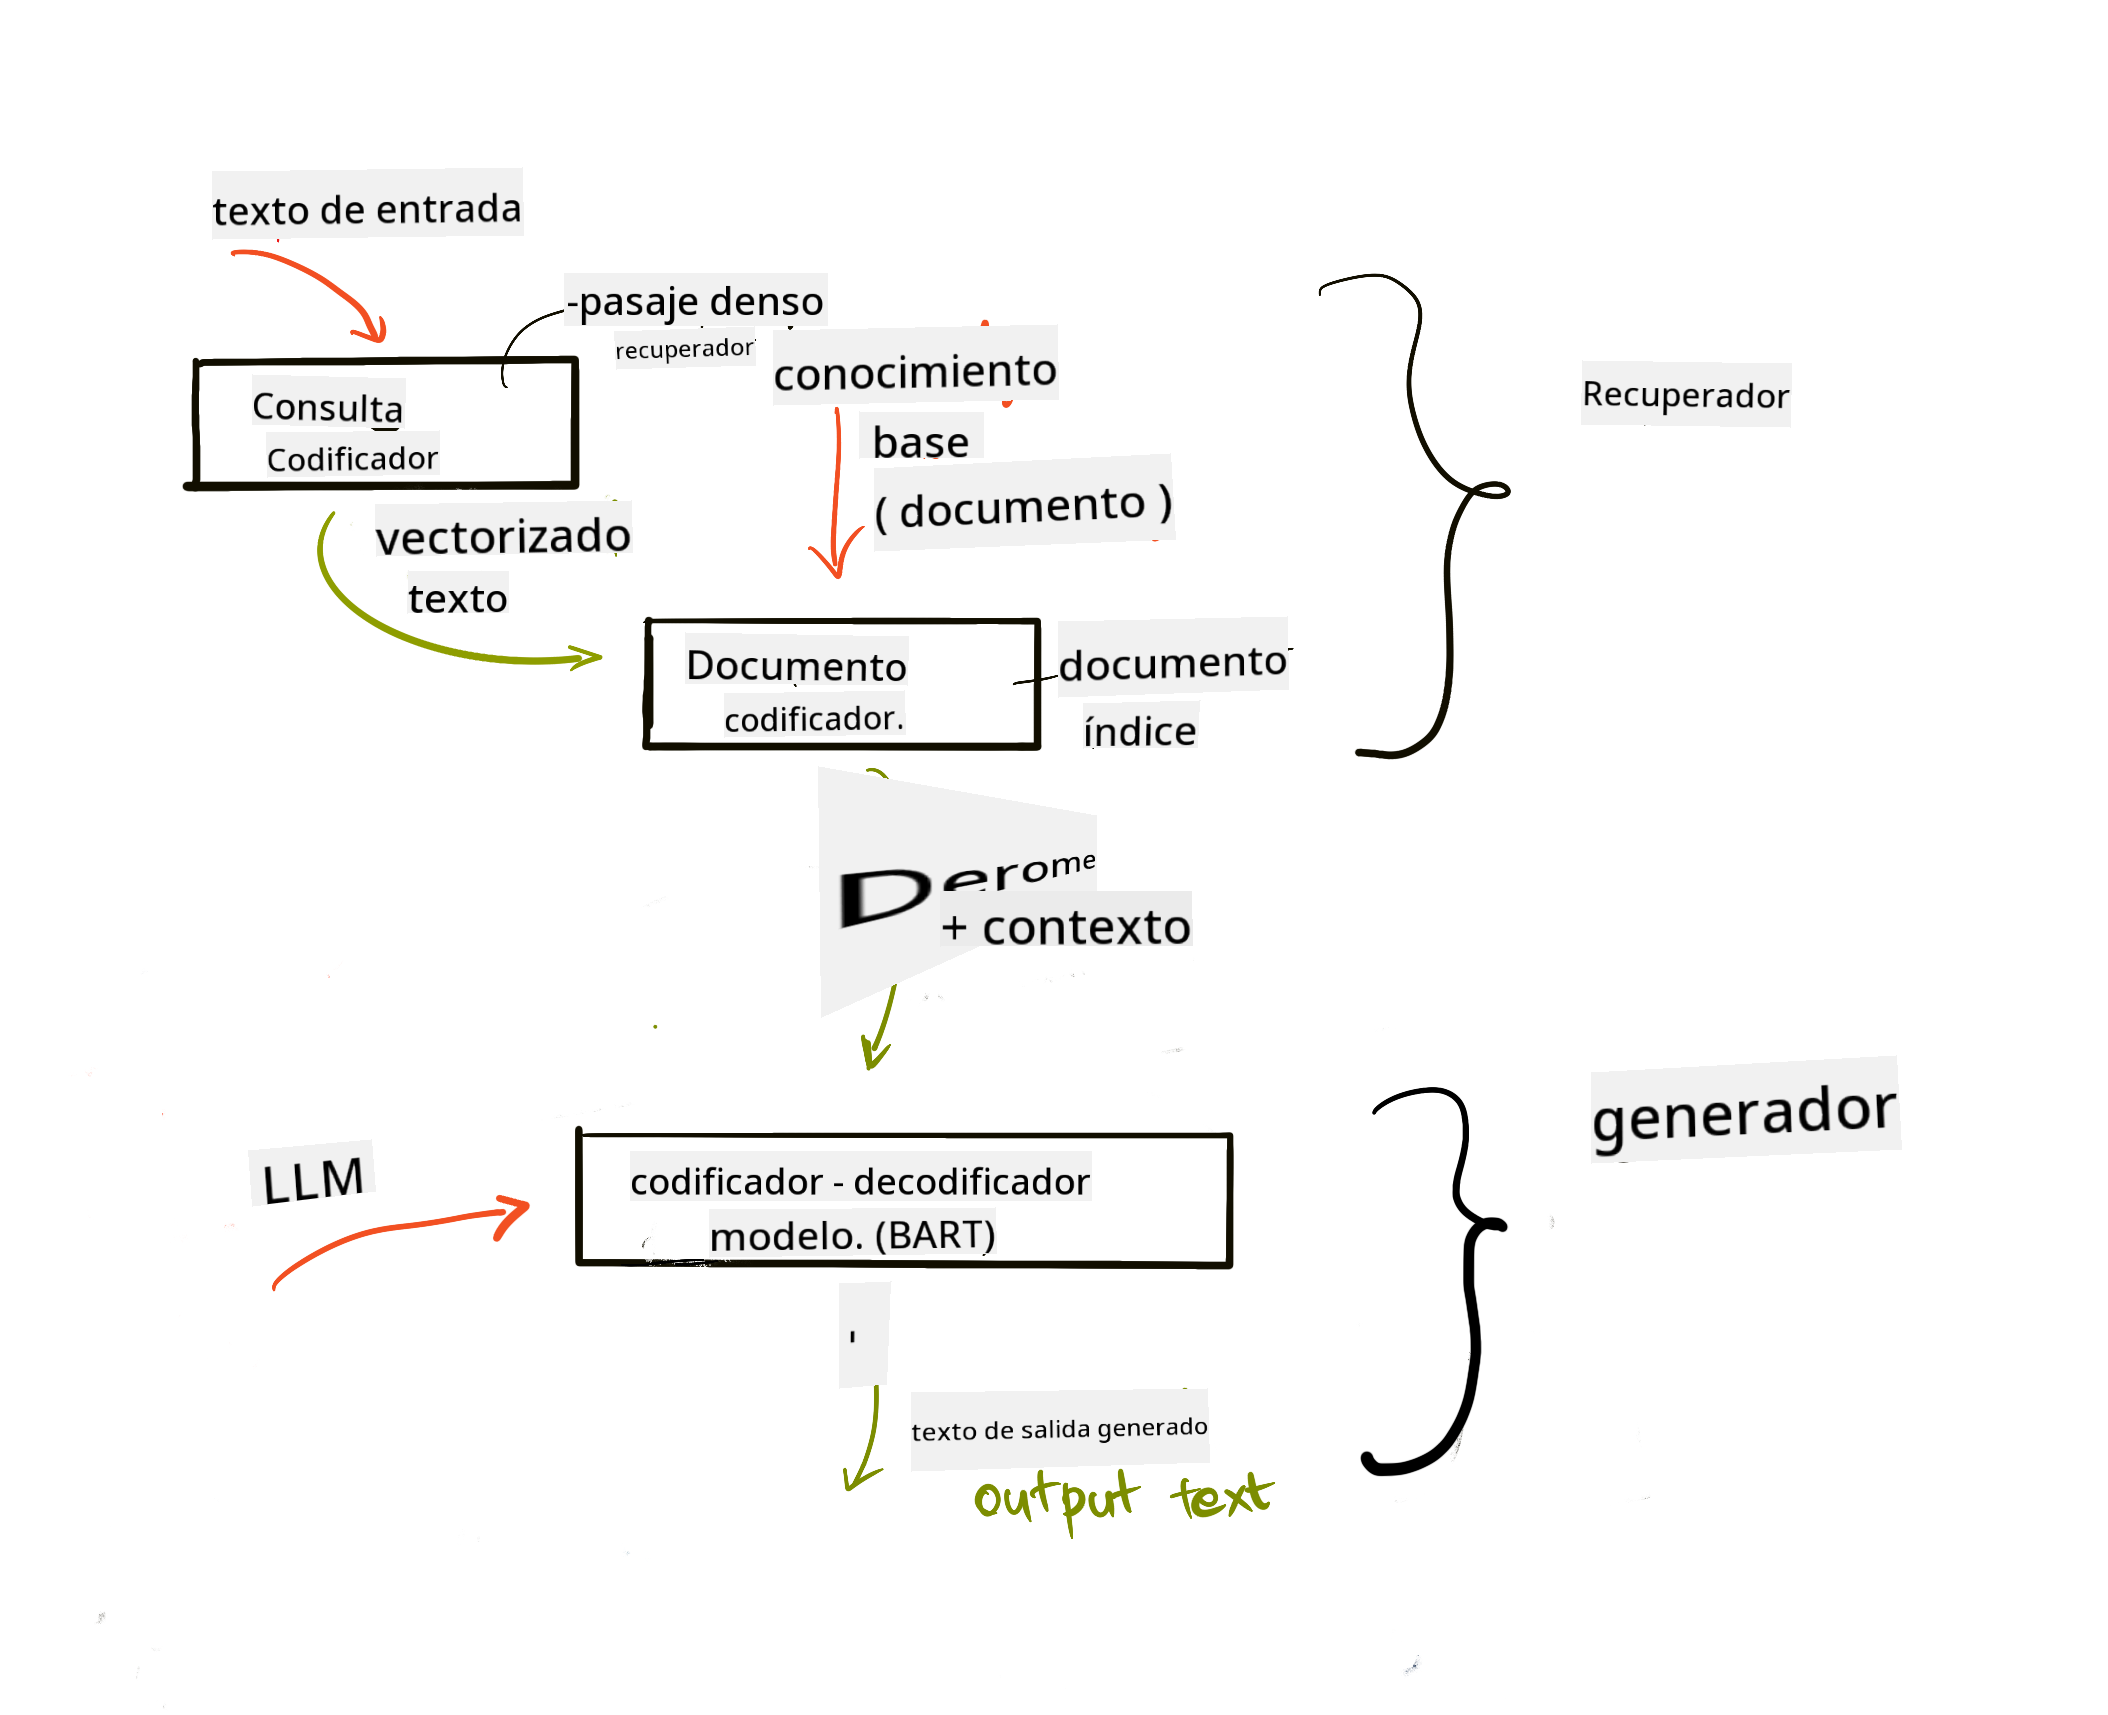 texto de entrada
-pasaje denso
recuperador
conocimiento
base
( documento )
Consulta
Codificador
Recuperador
vectorizado
texto
Documento
codificador.
documento
índice
Derome
+ contexto
LLM
codificador - decodificador
modelo. (BART)
generador
'
texto de salida generado
output text